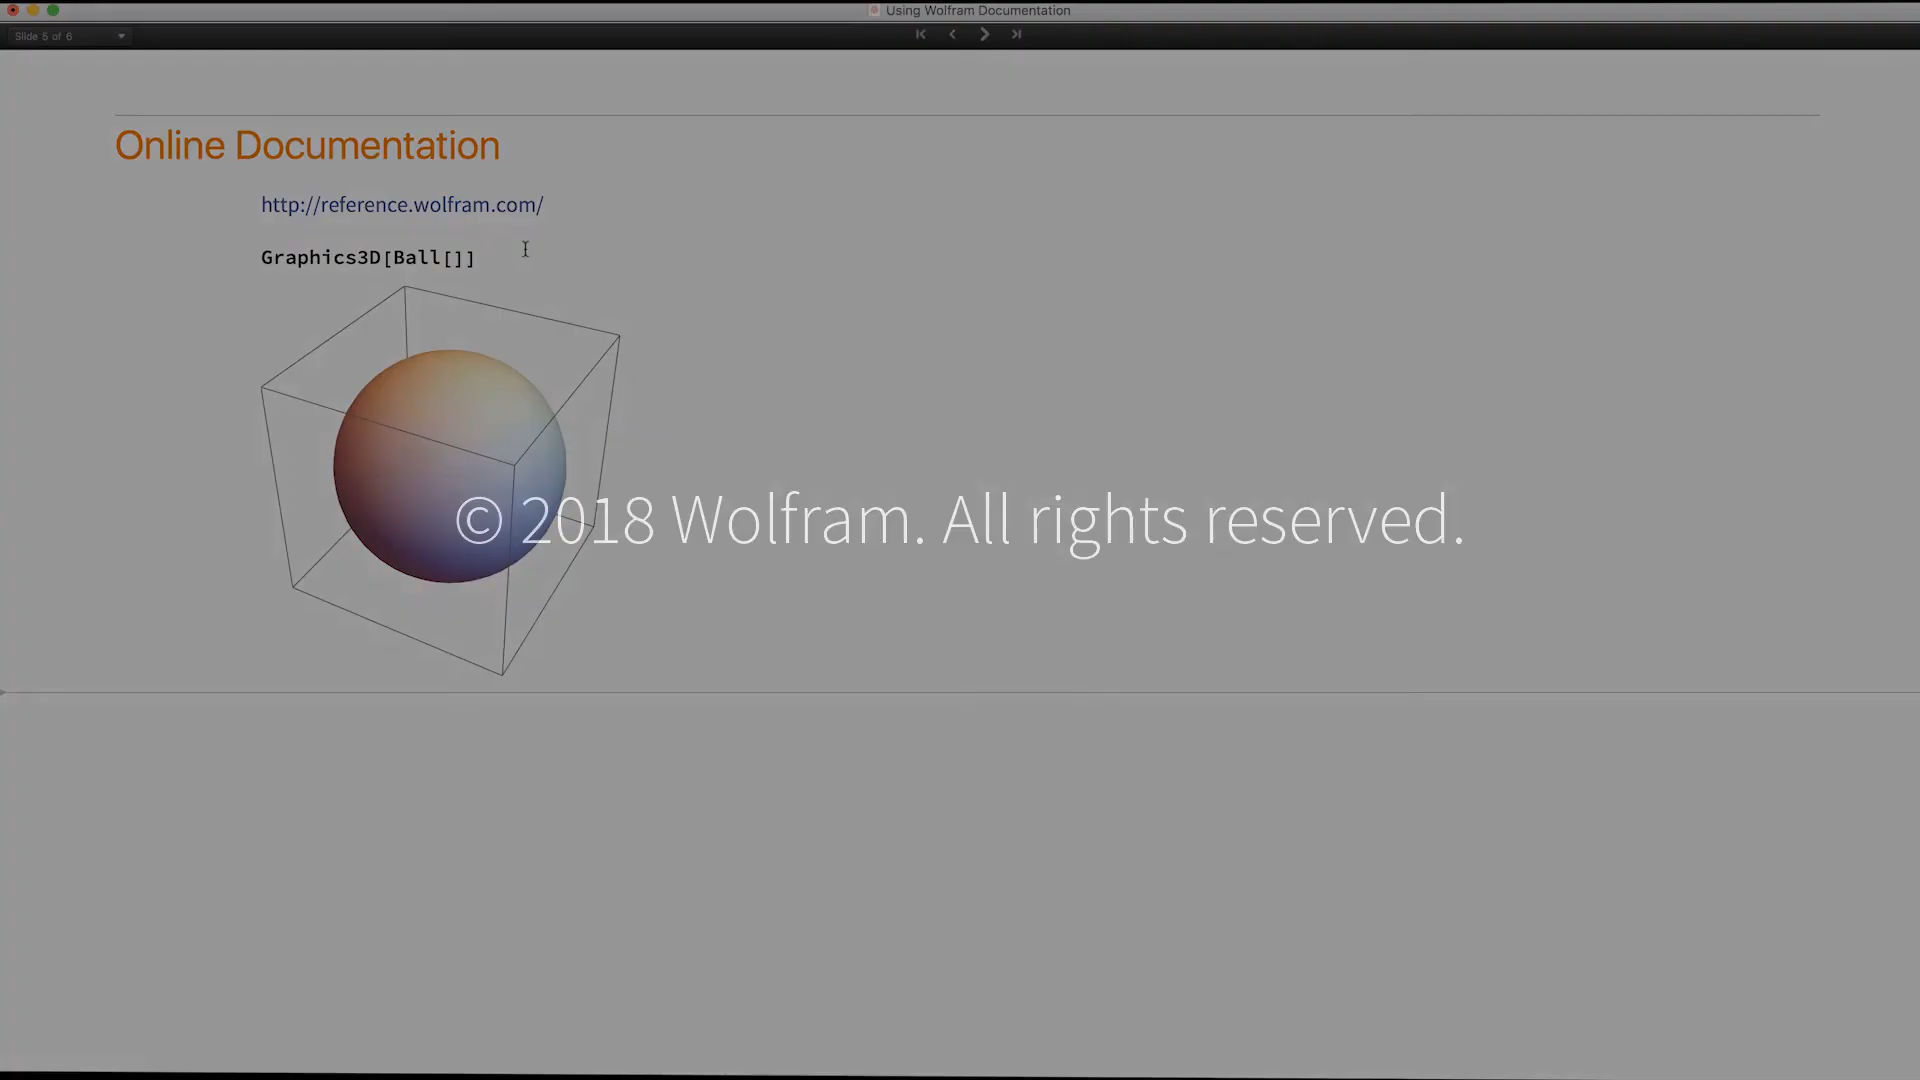 Using Wolfram Documentation
Slide 5 of 6
Online Documentation
http://reference.wolfram.com/
Graphics3D[Ball[]]
© 2018 Wolfram. All rights reserved.